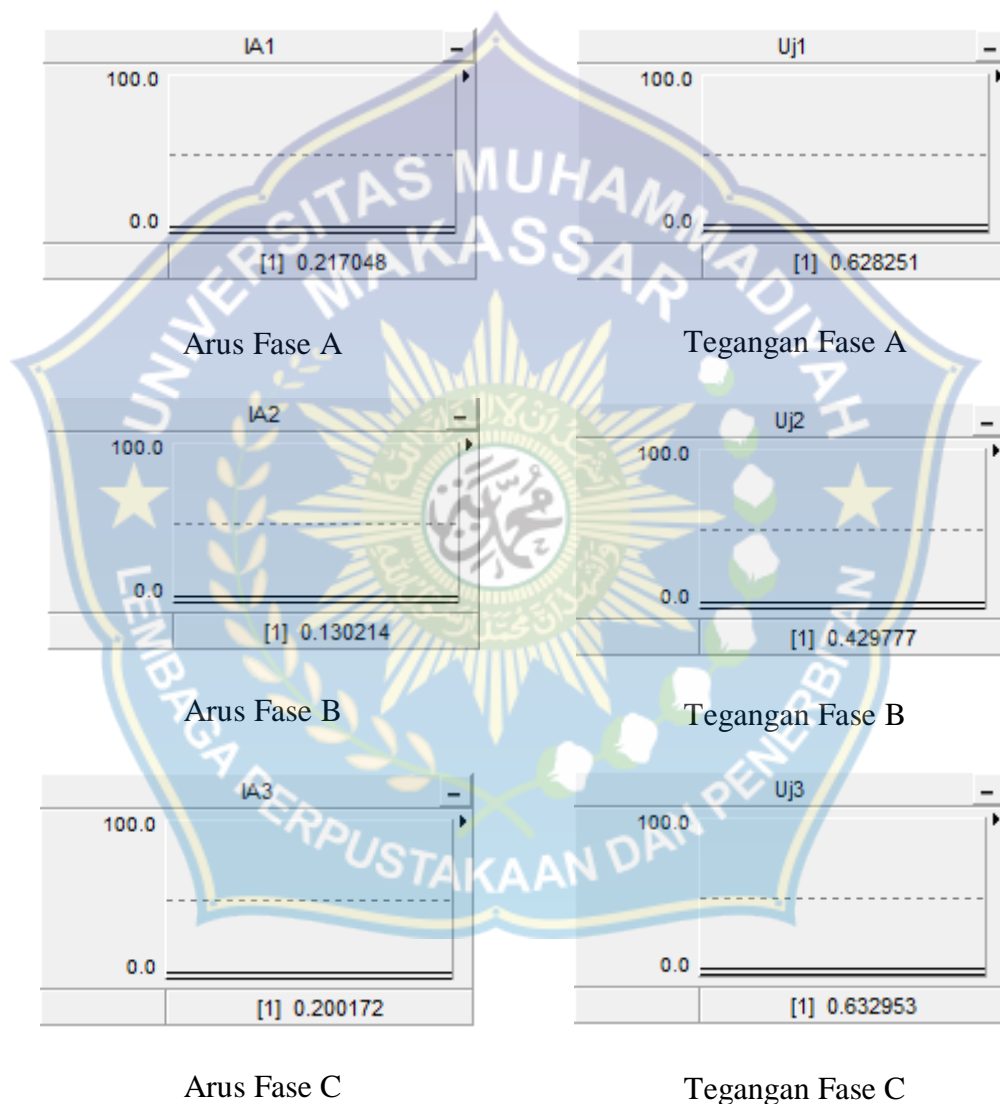 IA1
Uj1
100.0
100.0
0.0
0.0
[1] 0.217048
[1] 0.628251
Arus Fase A
Tegangan Fase A
IA2
Uj2
100.0
100.0
0.0
0.0
[1] 0.130214
[1] 0.429777
Arus Fase B
Tegangan Fase B
IA3
Uj3
100.0
100.0
0.0
0.0
[1] 0.200172
[1] 0.632953
Arus Fase C
Tegangan Fase C
UNIVERSITAS MUHAMMADIYAH
MAKASSAR
LEMBAGA PERPUSTAKAAN DAN PENERBITAN